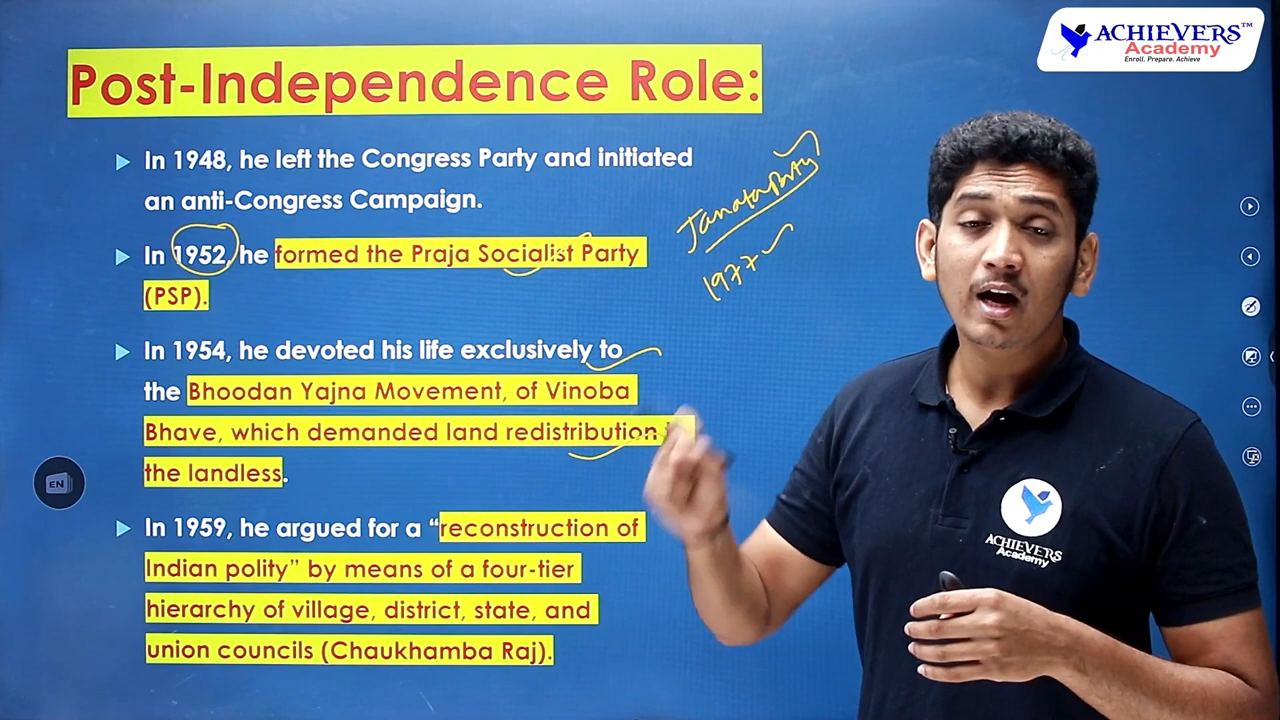 ACHIEVERS™
Academy
Enroll. Prepare. Achieve
Post-Independence Role:
In 1948, he left the Congress Party and initiated
an anti-Congress Campaign.
In 1952, he formed the Praja Socialist Party
(PSP).
In 1954, he devoted his life exclusively to
the Bhoodan Yajna Movement, of Vinoba
Bhave, which demanded land redistribution
the landless.
In 1959, he argued for a “reconstruction of
Indian polity” by means of a four-tier
hierarchy of village, district, state, and
union councils (Chaukhamba Raj).
Janata Party
1977
EN
ACHIEVERS
Academy